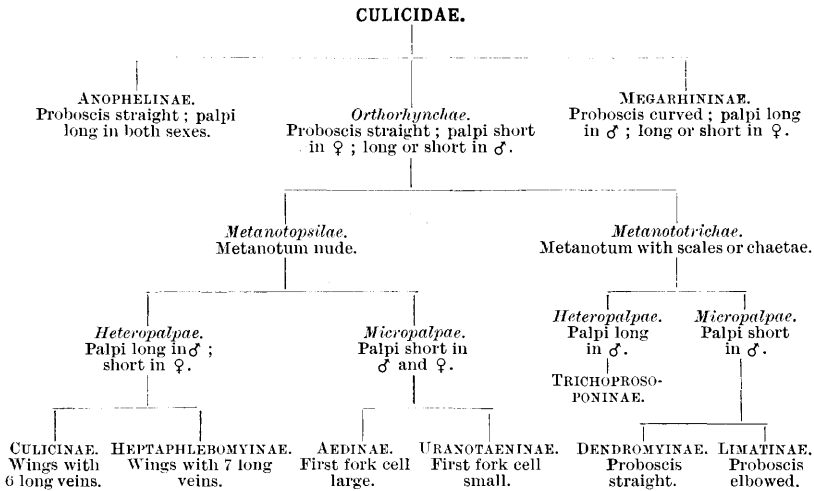 CULICIDAE.
ANOPHELINAE.
Proboscis straight ; palpi
long in both sexes.
Orthorhynchae.
Proboscis straight ; palpi short
in ♀ ; long or short in ♂.
MEGARHININAE.
Proboscis curved ; palpi long
in ♂ ; long or short in ♀.
Metanotopsilae.
Metanotum nude.
Metanototrichae.
Metanotum with scales or chaetae.
Heteropalpae.
Palpi long in ♂ ;
short in ♀.
Micropalpae.
Palpi short in
♂ and ♀.
Heteropalpae.
Palpi long
in ♂.
TRICHOPROSO-
PONINAE.
Micropalpae.
Palpi short
in ♂.
CULICINAE.
Wings with
6 long veins.
HEPTAPHLEBOMYINAE.
Wings with 7 long
veins.
AEDINAE.
First fork cell
large.
URANOTAENINAE.
First fork cell
small.
DENDROMYINAE.
Proboscis
straight.
LIMATINAE.
Proboscis
elbowed.